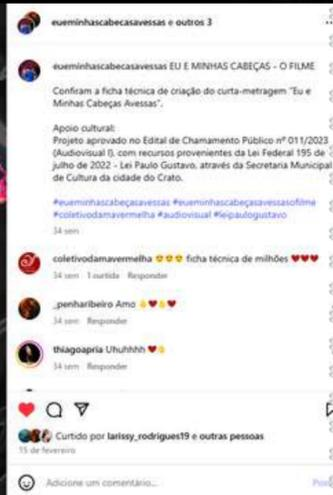 eueminhascabecasavessas e outros 3
eueminhascabecasavessas EU E MINHAS CABEÇAS - O FILME
Confiram a ficha técnica de criação do curta-metragem "Eu e
Minhas Cabeças Avessas".
Apoio cultural:
Projeto aprovado no Edital de Chamamento Público nº 011/2023
(Audiovisual I), com recursos provenientes da Lei Federal 195 de
julho de 2022 - Lei Paulo Gustavo, através da Secretaria Municipal
de Cultura da cidade do Crato.
#eueminhascabeçasavessas #eueminhascabeçasavessasofilme
#coletivodamavermelha #audiovisual #leipaulogustavo
34 sem
coletivodamavermelha 😍😍😍 ficha técnica de milhões ❤️❤️❤️
34 sem 1 curtida Responder
_penharibeiro Amo
34 sem Responder
thiagoapria Uhuhhhh
34 sem Responder
Curtido por larissy_rodrigues19 e outras pessoas
15 de fevereiro
Adicione um comentário...